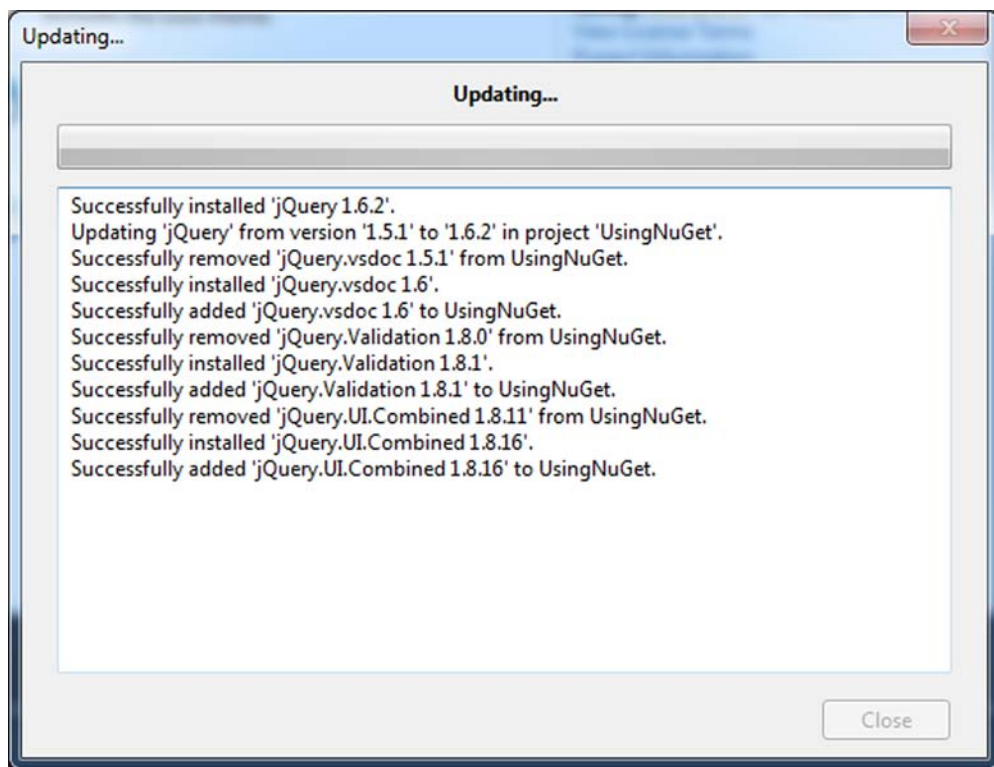 Updating...
Updating...
Successfully installed 'jQuery 1.6.2'.
Updating 'jQuery' from version '1.5.1' to '1.6.2' in project 'UsingNuGet'.
Successfully removed 'jQuery.vsdoc 1.5.1' from UsingNuGet.
Successfully installed 'jQuery.vsdoc 1.6'.
Successfully added 'jQuery.vsdoc 1.6' to UsingNuGet.
Successfully removed 'jQuery.Validation 1.8.0' from UsingNuGet.
Successfully installed 'jQuery.Validation 1.8.1'.
Successfully added 'jQuery.Validation 1.8.1' to UsingNuGet.
Successfully removed 'jQuery.UI.Combined 1.8.11' from UsingNuGet.
Successfully installed 'jQuery.UI.Combined 1.8.16'.
Successfully added 'jQuery.UI.Combined 1.8.16' to UsingNuGet.
Close